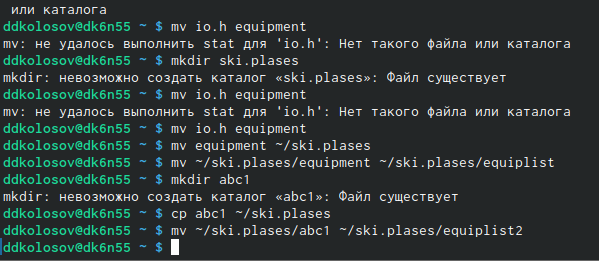 или каталога
ddkolosov@dk6n55 ~ $ mv io.h equipment
mv: не удалось выполнить stat для 'io.h': Нет такого файла или каталога
ddkolosov@dk6n55 ~ $ mkdir ski.plases
mkdir: невозможно создать каталог «ski.plases»: Файл существует
ddkolosov@dk6n55 ~ $ mv io.h equipment
mv: не удалось выполнить stat для 'io.h': Нет такого файла или каталога
ddkolosov@dk6n55 ~ $ mv io.h equipment
ddkolosov@dk6n55 ~ $ mv equipment ~/ski.plases
ddkolosov@dk6n55 ~ $ mv ~/ski.plases/equipment ~/ski.plases/equiplist
ddkolosov@dk6n55 ~ $ mkdir abc1
mkdir: невозможно создать каталог «abc1»: Файл существует
ddkolosov@dk6n55 ~ $ cp abc1 ~/ski.plases
ddkolosov@dk6n55 ~ $ mv ~/ski.plases/abc1 ~/ski.plases/equiplist2
ddkolosov@dk6n55 ~ $